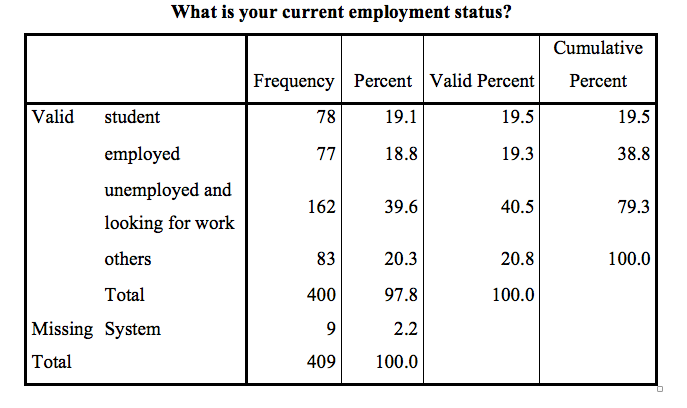 What is your current employment status?
Cumulative
Frequency Percent Valid Percent Percent
Valid student 78 19.1 19.5 19.5
employed 77 18.8 19.3 38.8
unemployed and
looking for work 162 39.6 40.5 79.3
others 83 20.3 20.8 100.0
Total 400 97.8 100.0
Missing System 9 2.2
Total 409 100.0